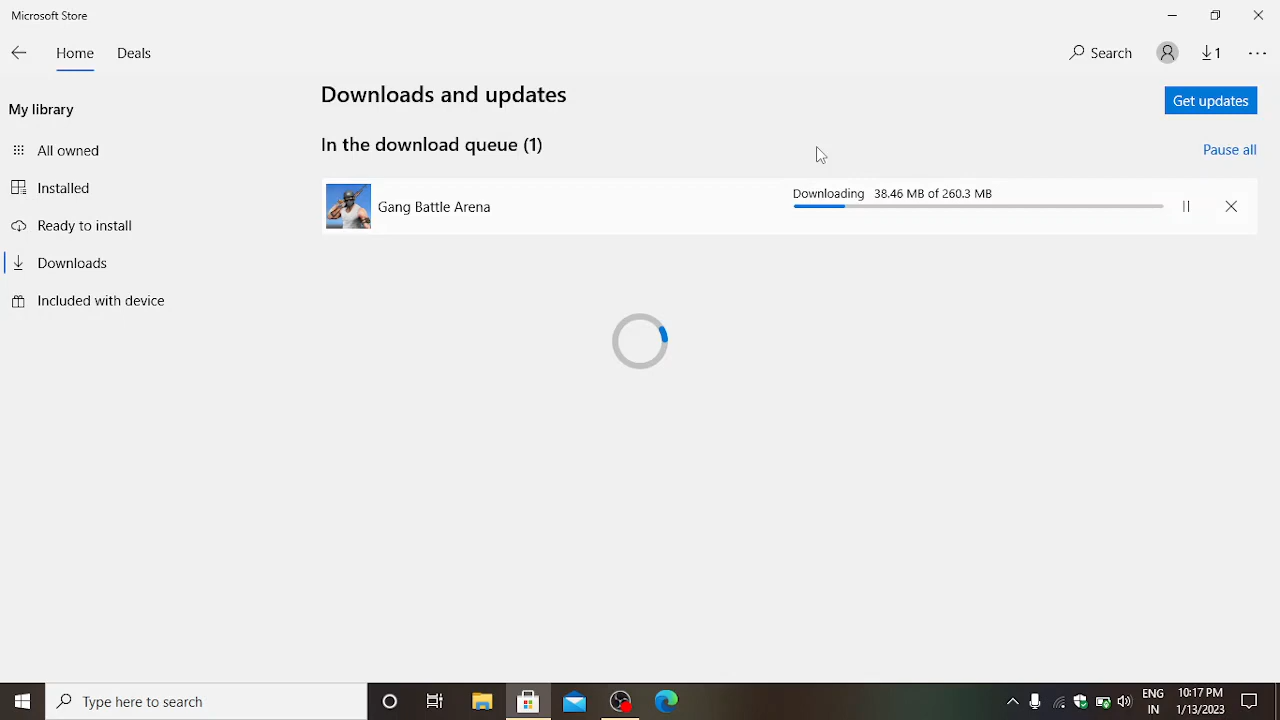 Microsoft Store
Home Deals Search 1
My library
All owned
Installed
Ready to install
Downloads
Included with device
Downloads and updates
Get updates
In the download queue (1)
Pause all
Gang Battle Arena
Downloading 38.46 MB of 260.3 MB
Type here to search
ENG
IN
10:17 PM
1/13/2023